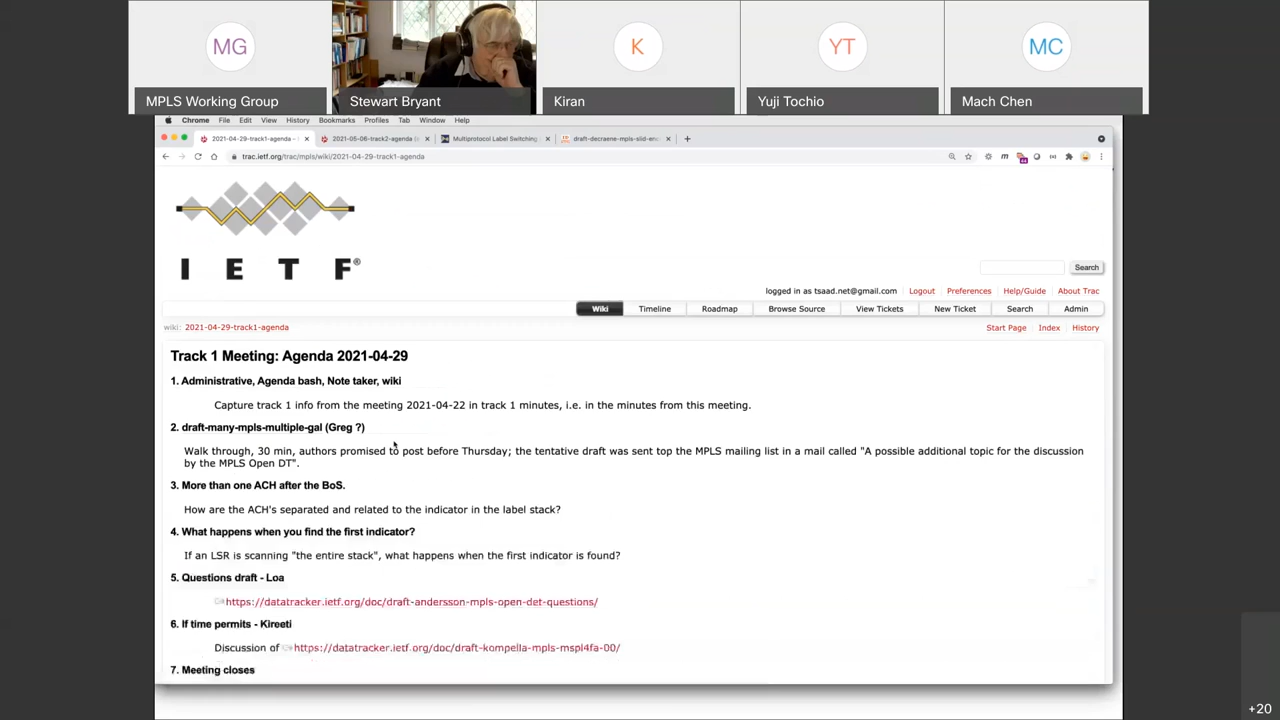 MG
K
YT
MC
MPLS Working Group
Stewart Bryant
Kiran
Yuji Tochio
Mach Chen
Chrome File Edit View History Bookmarks Profiles Tab Window Help
2021-04-29-track1-agenda – 2021-05-06-track2-agenda Multiprotocol Label Switching draft-decraene-mpls-slid-en
trac.ietf.org/trac/mpls/wiki/2021-04-29-track1-agenda
I E T F®
Search
logged in as tsaad.net@gmail.com Logout Preferences Help/Guide About Trac
Wiki Timeline Roadmap Browse Source View Tickets New Ticket Search Admin
wiki: 2021-04-29-track1-agenda Start Page Index History
Track 1 Meeting: Agenda 2021-04-29
1. Administrative, Agenda bash, Note taker, wiki
Capture track 1 info from the meeting 2021-04-22 in track 1 minutes, i.e. in the minutes from this meeting.
2. draft-many-mpls-multiple-gal (Greg ?)
Walk through, 30 min, authors promised to post before Thursday; the tentative draft was sent top the MPLS mailing list in a mail called "A possible additional topic for the discussion
by the MPLS Open DT".
3. More than one ACH after the BoS.
How are the ACH's separated and related to the indicator in the label stack?
4. What happens when you find the first indicator?
If an LSR is scanning "the entire stack", what happens when the first indicator is found?
5. Questions draft - Loa
https://datatracker.ietf.org/doc/draft-andersson-mpls-open-det-questions/
6. If time permits - Kireeti
Discussion of https://datatracker.ietf.org/doc/draft-kompella-mpls-mspl4fa-00/
7. Meeting closes
+20